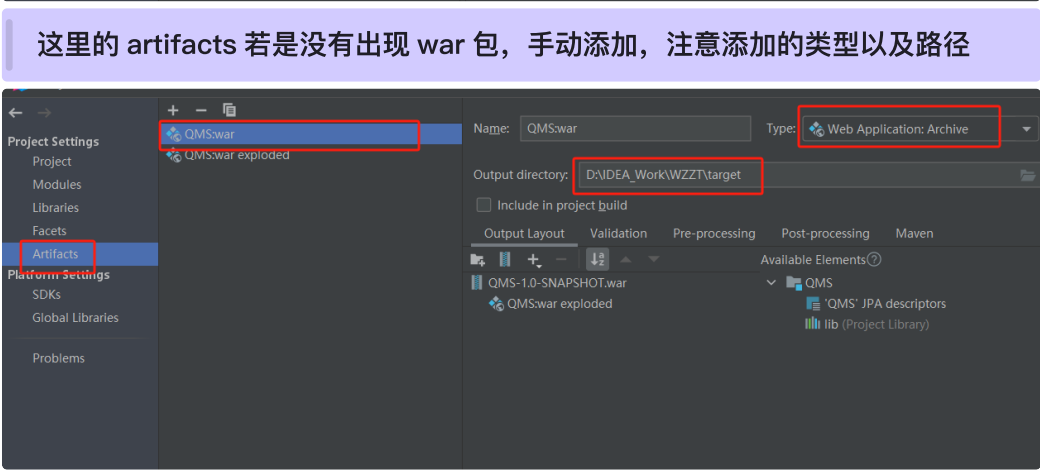 这里的 artifacts 若是没有出现 war 包，手动添加，注意添加的类型以及路径
Project Settings
Project
Modules
Libraries
Facets
Artifacts
Platform Settings
SDKs
Global Libraries
Problems
QMS:war
QMS:war exploded
Name: QMS:war Type: Web Application: Archive
Output directory: D:\IDEA_Work\WZZT\target
Include in project build
Output Layout Validation Pre-processing Post-processing Maven
Available Elements ?
QMS-1.0-SNAPSHOT.war
QMS:war exploded
QMS
'QMS' JPA descriptors
lib (Project Library)